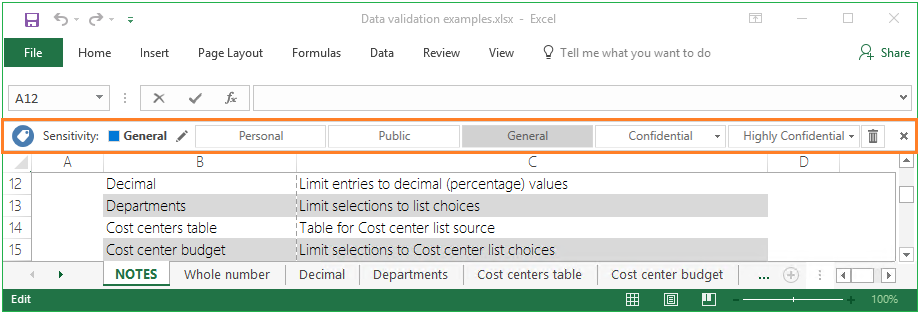 Data validation examples.xlsx - Excel
File Home Insert Page Layout Formulas Data Review View Tell me what you want to do Share
A12 fx
Sensitivity: General Personal Public General Confidential Highly Confidential
A B C D
12 Decimal Limit entries to decimal (percentage) values
13 Departments Limit selections to list choices
14 Cost centers table Table for Cost center list source
15 Cost center budget Limit selections to Cost center list choices
NOTES Whole number Decimal Departments Cost centers table Cost center budget ...
Edit 100%